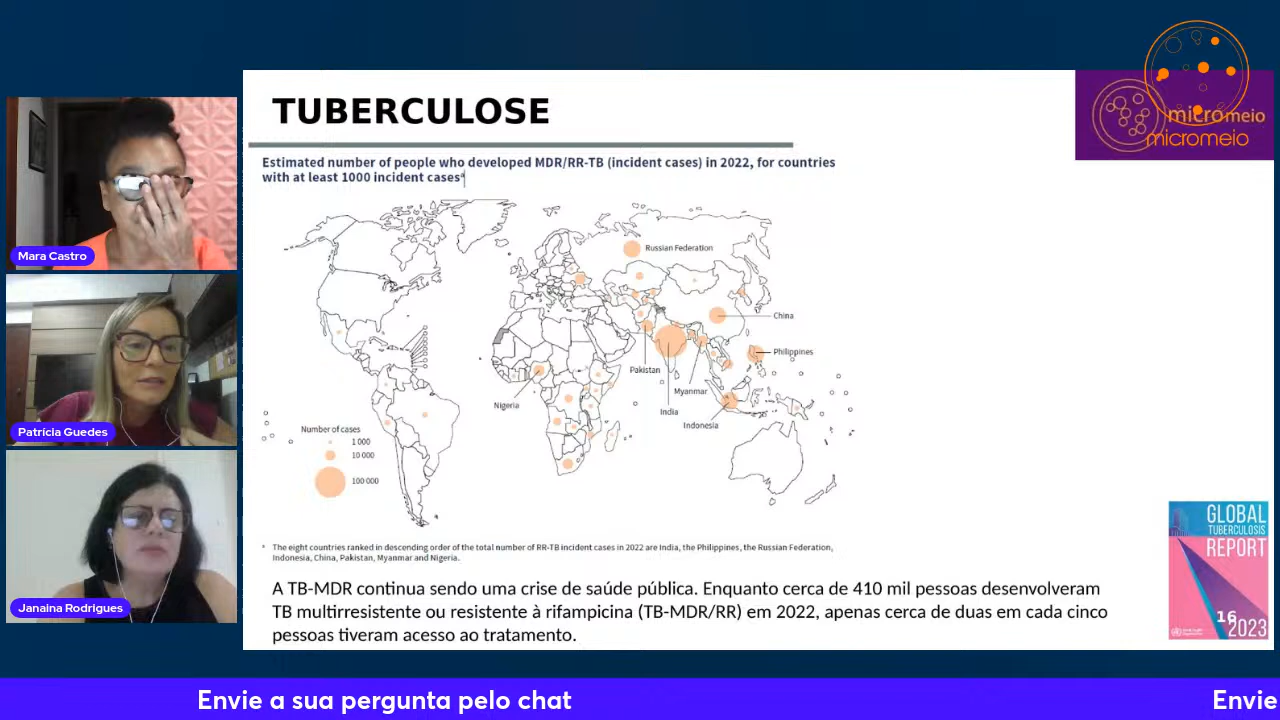 TUBERCULOSE
micromeio
micromeio
Estimated number of people who developed MDR/RR-TB (incident cases) in 2022, for countries
with at least 1000 incident casesª
Russian Federation
China
Philippines
Pakistan
Myanmar
Nigeria
India
Indonesia
Number of cases
1 000
10 000
100 000
ª The eight countries ranked in descending order of the total number of RR-TB incident cases in 2022 are India, the Philippines, the Russian Federation,
Indonesia, China, Pakistan, Myanmar and Nigeria.
A TB-MDR continua sendo uma crise de saúde pública. Enquanto cerca de 410 mil pessoas desenvolveram
TB multirresistente ou resistente à rifampicina (TB-MDR/RR) em 2022, apenas cerca de duas em cada cinco
pessoas tiveram acesso ao tratamento.
GLOBAL
TUBERCULOSIS
REPORT
16
2023
Mara Castro
Patrícia Guedes
Janaina Rodrigues
Envie a sua pergunta pelo chat
Envie